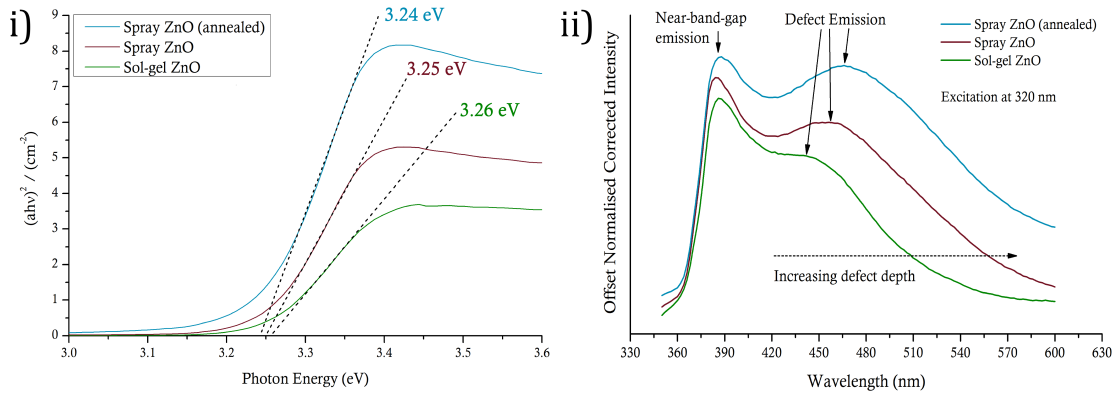 i)
Spray ZnO (annealed)
Spray ZnO
Sol-gel ZnO
3.24 eV
3.25 eV
3.26 eV
9
8
7
6
5
4
3
2
1
0
(ahv)² / (cm⁻²)
3.0
3.1
3.2
3.3
3.4
3.5
3.6
Photon Energy (eV)
ii)
Near-band-gap
emission
Defect Emission
Spray ZnO (annealed)
Spray ZnO
Sol-gel ZnO
Excitation at 320 nm
Increasing defect depth
Offset Normalised Corrected Intensity
330
360
390
420
450
480
510
540
570
600
630
Wavelength (nm)